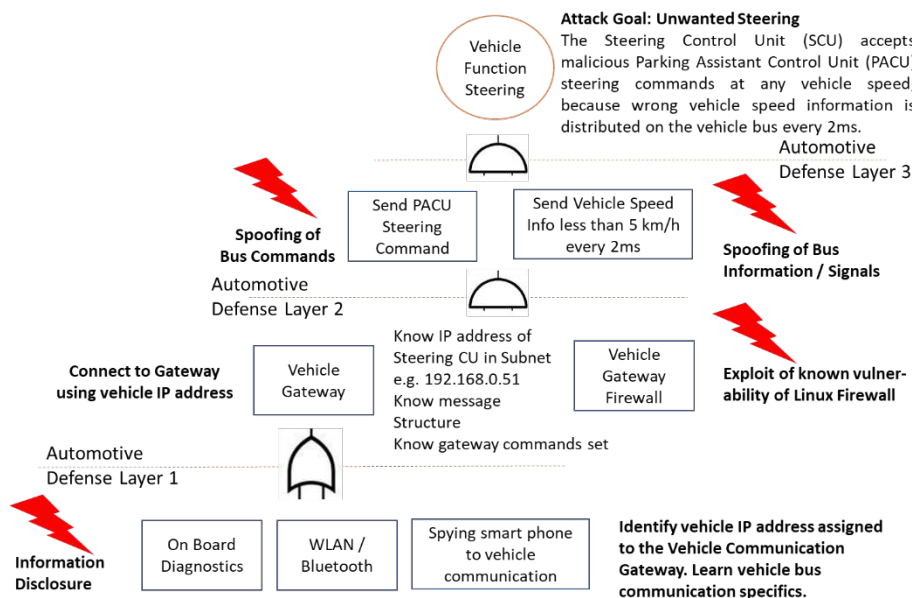 Attack Goal: Unwanted Steering
The Steering Control Unit (SCU) accepts
malicious Parking Assistant Control Unit (PACU)
steering commands at any vehicle speed,
because wrong vehicle speed information is
distributed on the vehicle bus every 2ms.
Vehicle
Function
Steering
Automotive
Defense Layer 3
Send PACU
Steering
Command
Send Vehicle Speed
Info less than 5 km/h
every 2ms
Spoofing of
Bus Commands
Spoofing of Bus
Information / Signals
Automotive
Defense Layer 2
Connect to Gateway
using vehicle IP address
Vehicle
Gateway
Know IP address of
Steering CU in Subnet
e.g. 192.168.0.51
Know message
Structure
Know gateway commands set
Vehicle
Gateway
Firewall
Exploit of known vulner-
ability of Linux Firewall
Automotive
Defense Layer 1
Information
Disclosure
On Board
Diagnostics
WLAN /
Bluetooth
Spying smart phone
to vehicle
communication
Identify vehicle IP address assigned
to the Vehicle Communication
Gateway. Learn vehicle bus
communication specifics.